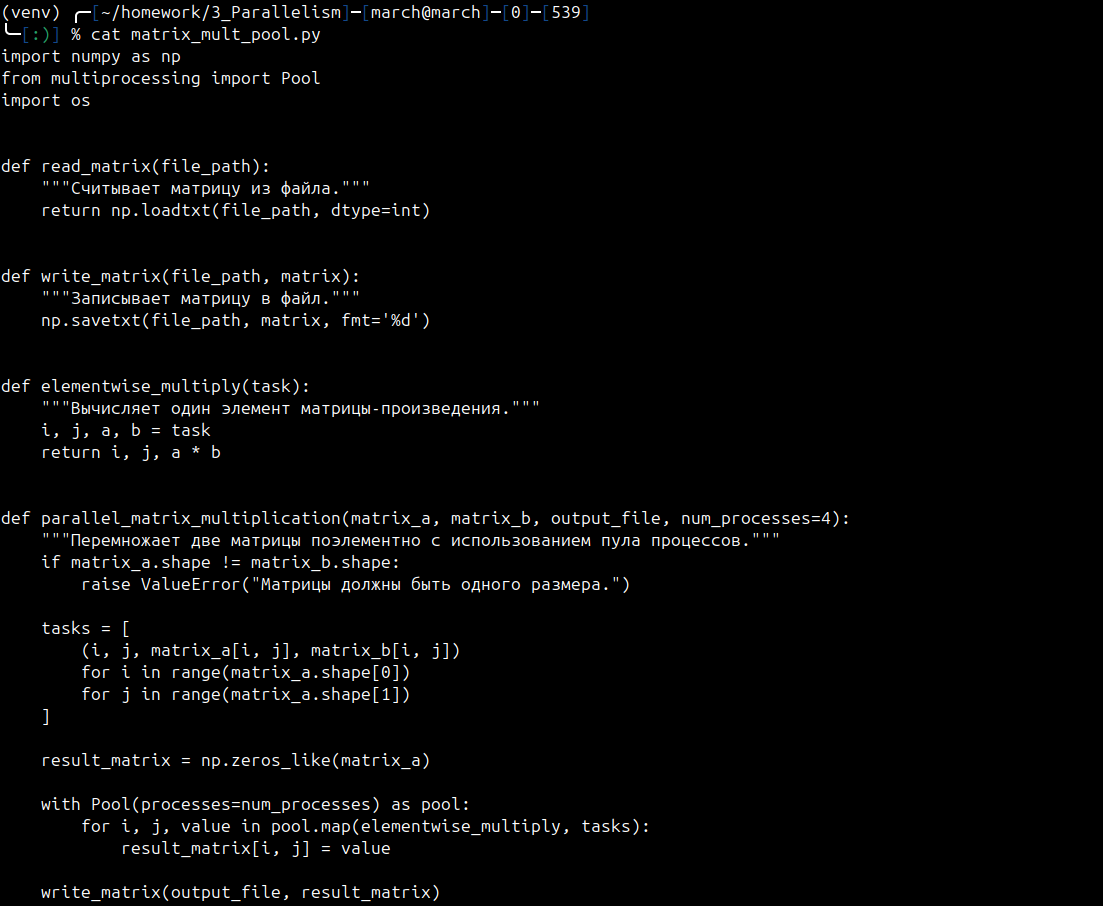 (venv) ╭─[~/homework/3_Parallelism]─[march@march]─[0]─[539]
╰─[:)] % cat matrix_mult_pool.py
import numpy as np
from multiprocessing import Pool
import os


def read_matrix(file_path):
    """Считывает матрицу из файла."""
    return np.loadtxt(file_path, dtype=int)


def write_matrix(file_path, matrix):
    """Записывает матрицу в файл."""
    np.savetxt(file_path, matrix, fmt='%d')


def elementwise_multiply(task):
    """Вычисляет один элемент матрицы-произведения."""
    i, j, a, b = task
    return i, j, a * b


def parallel_matrix_multiplication(matrix_a, matrix_b, output_file, num_processes=4):
    """Перемножает две матрицы поэлементно с использованием пула процессов."""
    if matrix_a.shape != matrix_b.shape:
        raise ValueError("Матрицы должны быть одного размера.")

    tasks = [
        (i, j, matrix_a[i, j], matrix_b[i, j])
        for i in range(matrix_a.shape[0])
        for j in range(matrix_a.shape[1])
    ]

    result_matrix = np.zeros_like(matrix_a)

    with Pool(processes=num_processes) as pool:
        for i, j, value in pool.map(elementwise_multiply, tasks):
            result_matrix[i, j] = value

    write_matrix(output_file, result_matrix)